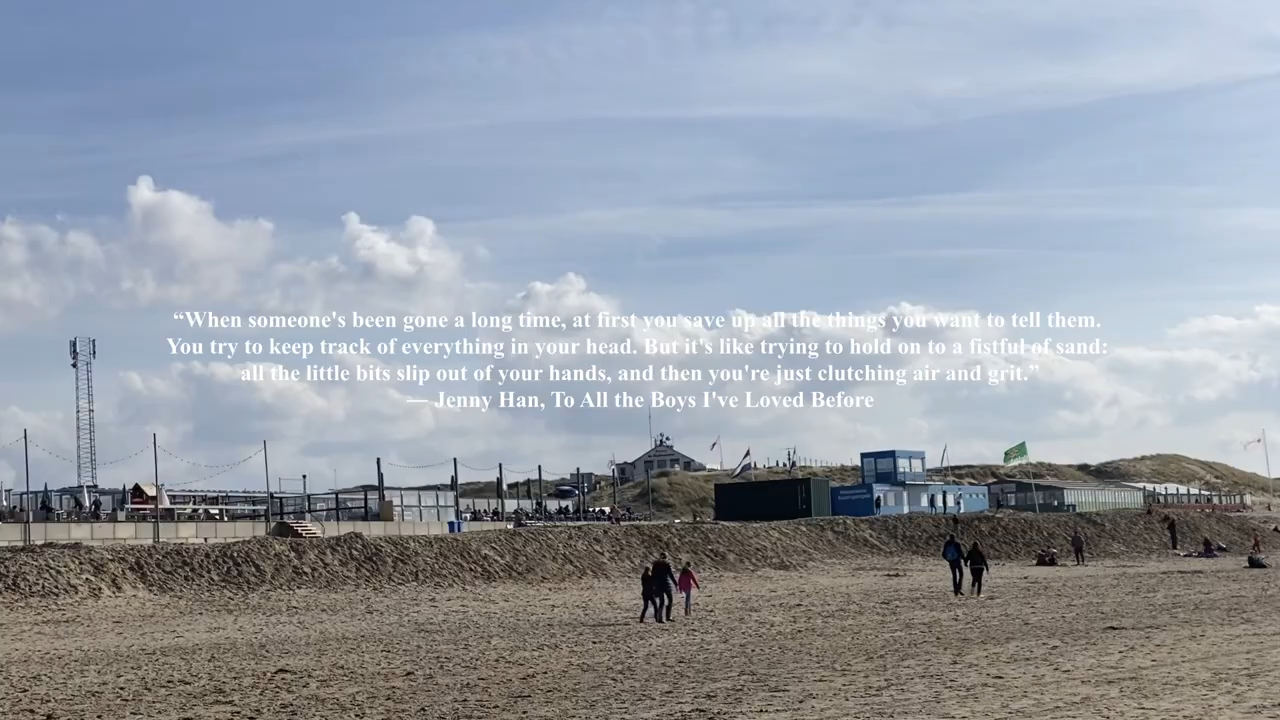 “When someone's been gone a long time, at first you save up all the things you want to tell them.
You try to keep track of everything in your head. But it's like trying to hold on to a fistful of sand:
all the little bits slip out of your hands, and then you're just clutching air and grit.”
— Jenny Han, To All the Boys I've Loved Before